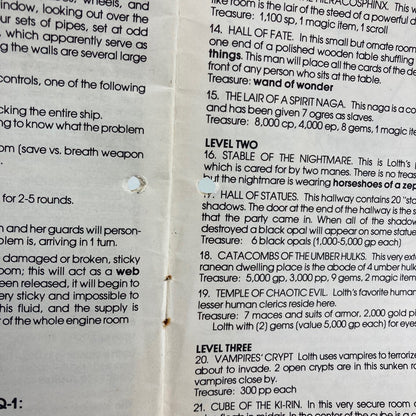 wheels, and
ndow, looking out over the
ur sets of pipes, set at odd
, which apparently serve as
g the walls are several large
controls, one of the following
cking the entire ship.
ng to know what the problem
om (save vs. breath weapon
.
for 2-5 rounds.
n and her guards will person-
blem is, arriving in 1 turn.
damaged or broken, sticky
room; this will act as a web
een released, it will begin to
ery sticky and impossible to
his fluid, and the supply is
of the whole engine room
Q-1:
like room is the lair of the steed of a powerful d
Treasure: 1,100 sp, 1 magic item, 1 scroll
14. HALL OF FATE. In this small but ornate room
one end of a polished wooden table shuffling
things. This man will place all the cards of the de
front of any person who sits at the table.
Treasure: wand of wonder
15. THE LAIR OF A SPIRIT NAGA. This naga is a co
and has been given 7 ogres as slaves.
Treasure: 8,000 cp, 4,000 ep, 8 gems, 1 magic ite
LEVEL TWO
16. STABLE OF THE NIGHTMARE. This is Lolth's
which is cared for by two manes. There is no treas
but the nightmare is wearing horseshoes of a zep
17. HALL OF STATUES. This hallway contains 20 "sta
shadows. The door at the end of the hallway is the s
that the party came in. When all of the shadow
destroyed a black opal will appear on some statue
Treasure: 6 black opals (1,000-5,000 gp each)
18. CATACOMBS OF THE UMBER HULKS. This very exte
ranean dwelling place is the abode of 4 umber hulk
Treasure: 5,000 gp, 3,000 pp, 9 gems, 2 magic item
19. TEMPLE OF CHAOTIC EVIL. Lolth's favorite human
lesser human clerics reside here.
Treasure: 7 maces and suits of armor, 2,000 gold pi
Lolth with (2) gems (value 5,000 gp each) for eyes
LEVEL THREE
20. VAMPIRES' CRYPT Lolth uses vampires to terrorize
about to invade. 2 open crypts are in this sunken ro
vampires close by.
Treasure: 300 pp each
21. CUBE OF THE KI-RIN. In this very secure room